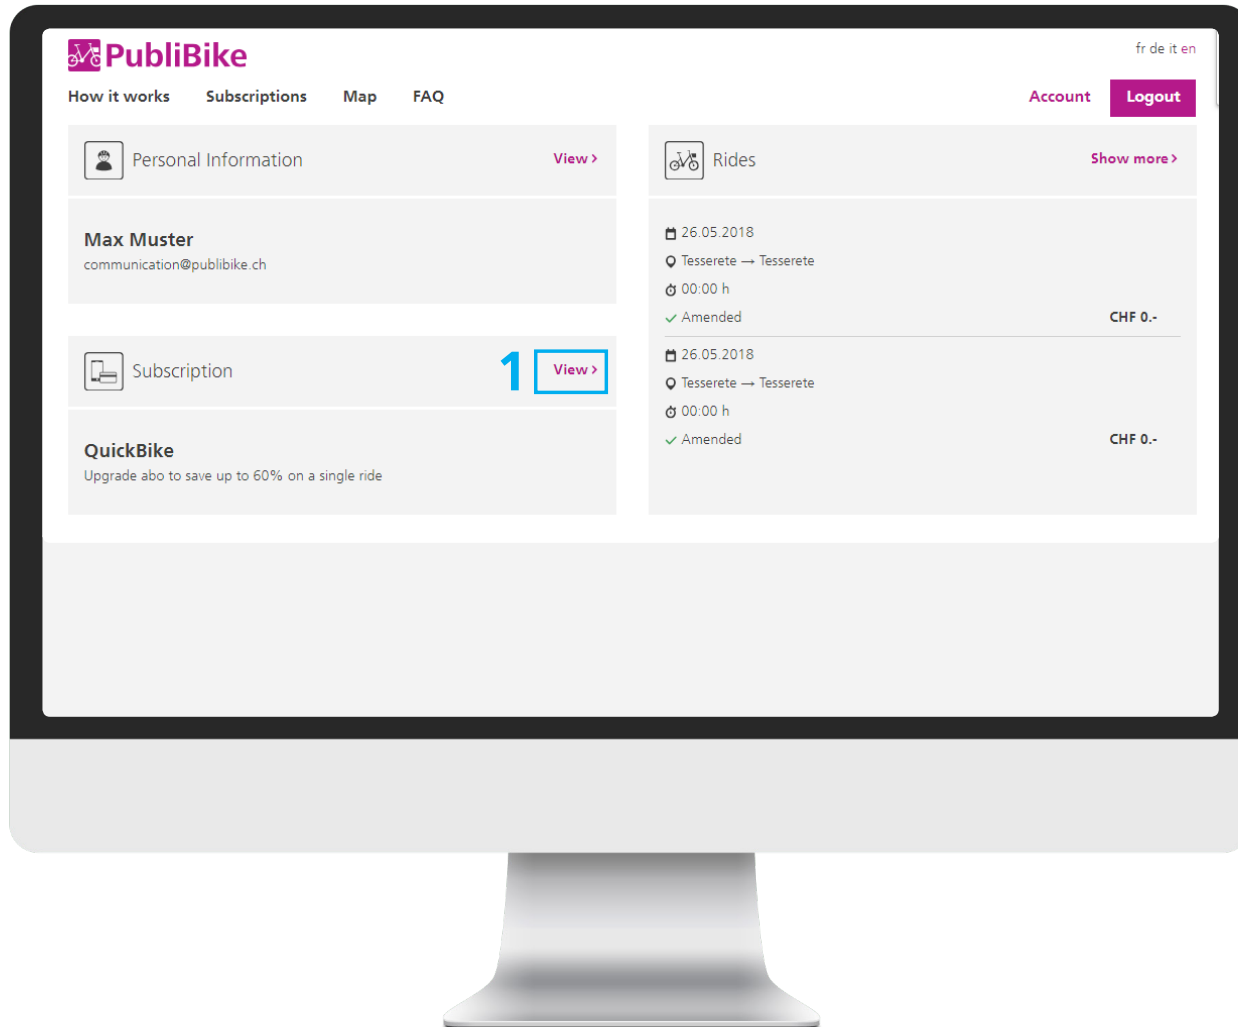 PubliBike
fr de it en
How it works Subscriptions Map FAQ
Account Logout
Personal Information View >
Max Muster
communication@publibike.ch
Subscription 1 View >
QuickBike
Upgrade abo to save up to 60% on a single ride
Rides Show more >
26.05.2018
Tesserete → Tesserete
00:00 h
Amended CHF 0.-
26.05.2018
Tesserete → Tesserete
00:00 h
Amended CHF 0.-